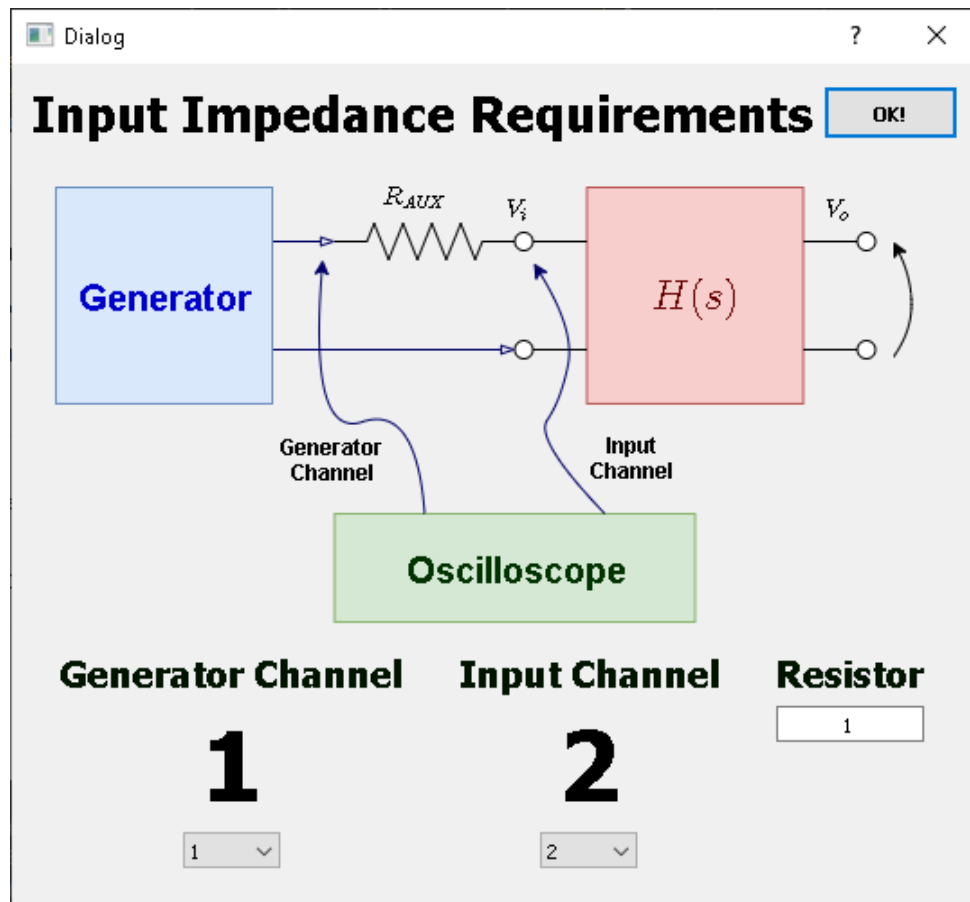 Dialog
?
Input Impedance Requirements
OK!
R_AUX
V_i
V_o
Generator
H(s)
Generator
Channel
Input
Channel
Oscilloscope
Generator Channel
Input Channel
Resistor
1
2
1
1
2